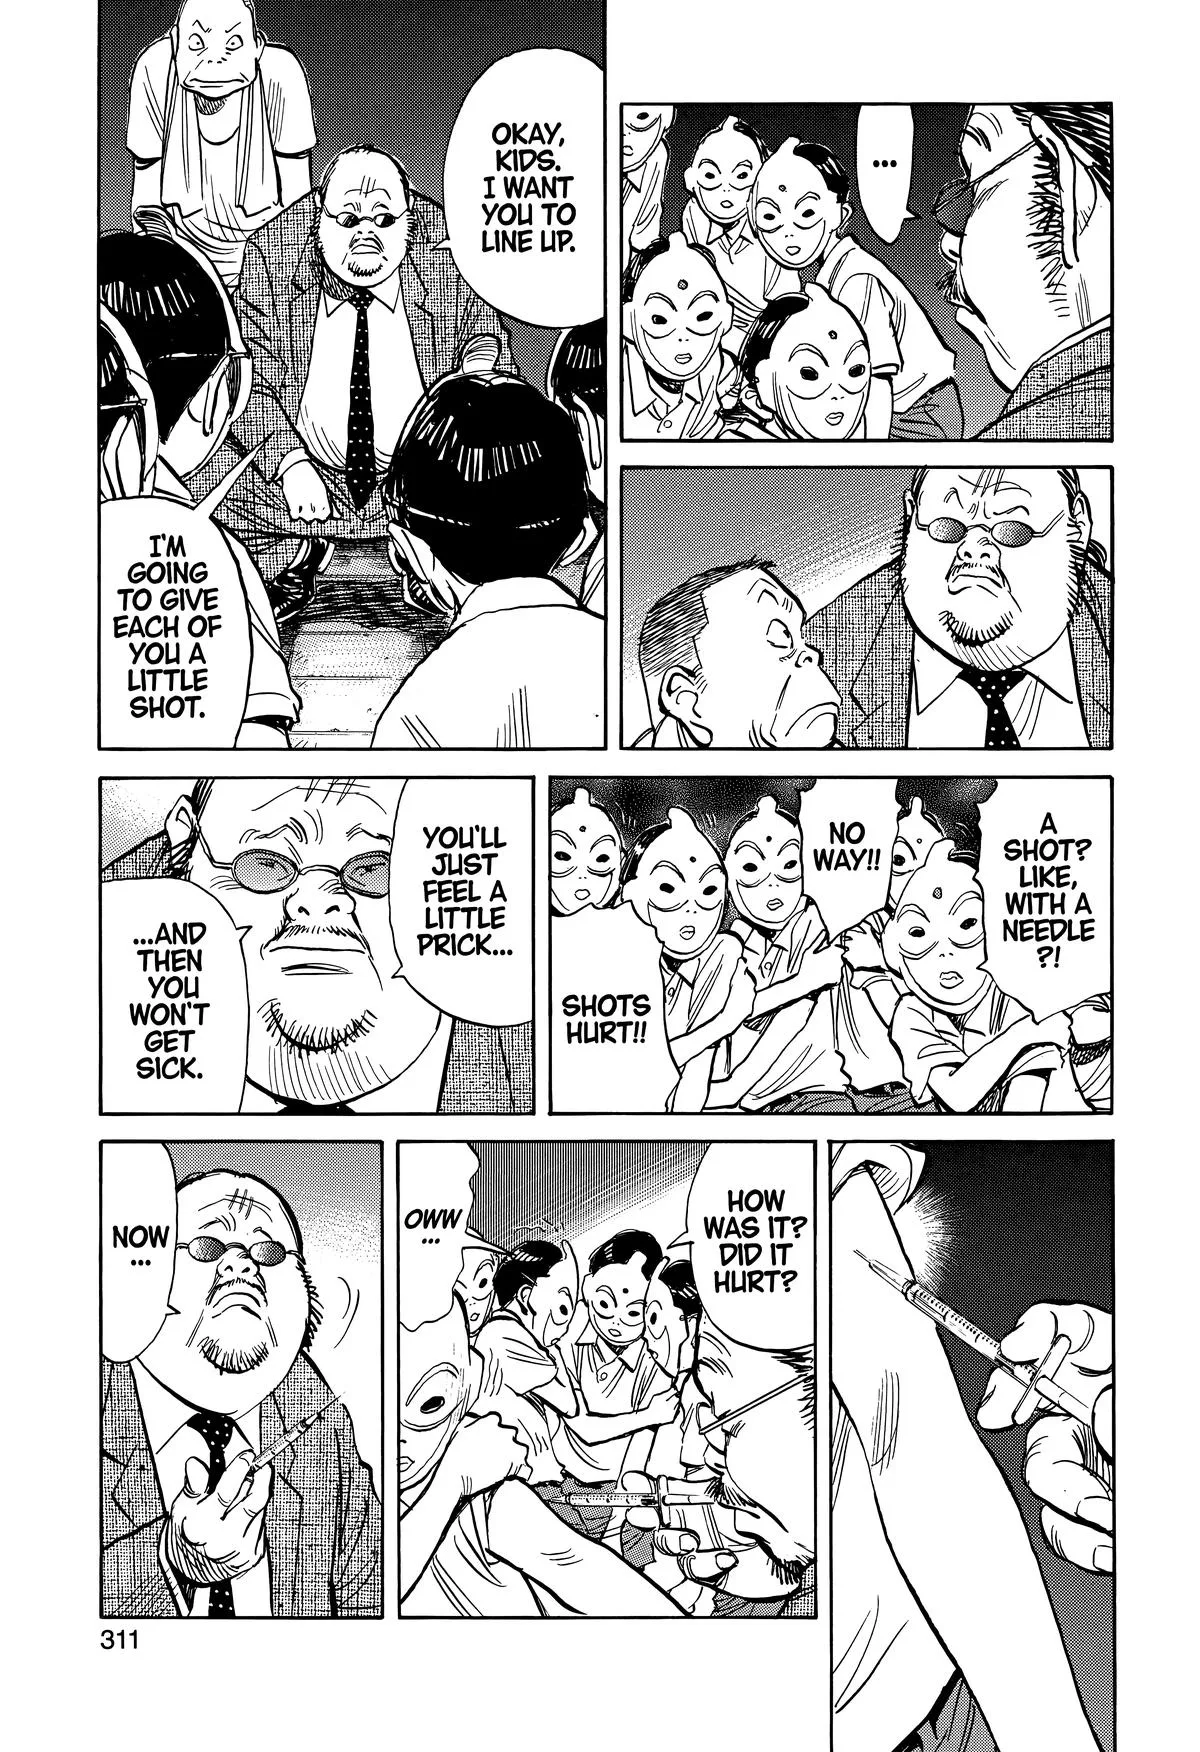 ...
OKAY,
KIDS.
I WANT
YOU TO
LINE UP.
I'M
GOING
TO GIVE
EACH OF
YOU A
LITTLE
SHOT.
A
SHOT?
LIKE,
WITH A
NEEDLE
?!
NO
WAY!!
SHOTS
HURT!!
YOU'LL
JUST
FEEL A
LITTLE
PRICK...
...AND
THEN
YOU
WON'T
GET
SICK.
HOW
WAS IT?
DID IT
HURT?
OWW
...
NOW
...
311